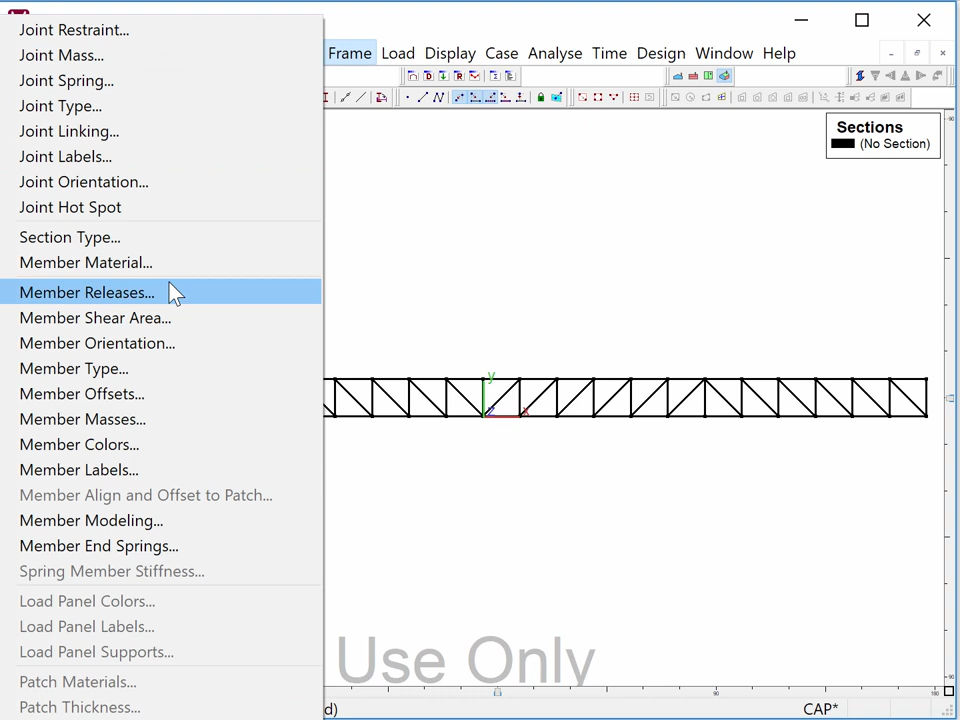 Frame Load Display Case Analyse Time Design Window Help
Joint Restraint...
Joint Mass...
Joint Spring...
Joint Type...
Joint Linking...
Joint Labels...
Joint Orientation...
Joint Hot Spot
Section Type...
Member Material...
Member Releases...
Member Shear Area...
Member Orientation...
Member Type...
Member Offsets...
Member Masses...
Member Colors...
Member Labels...
Member Align and Offset to Patch...
Member Modeling...
Member End Springs...
Spring Member Stiffness...
Load Panel Colors...
Load Panel Labels...
Load Panel Supports...
Patch Materials...
Patch Thickness...
Sections
(No Section)
y
z x
Use Only
90
d)
CAP*